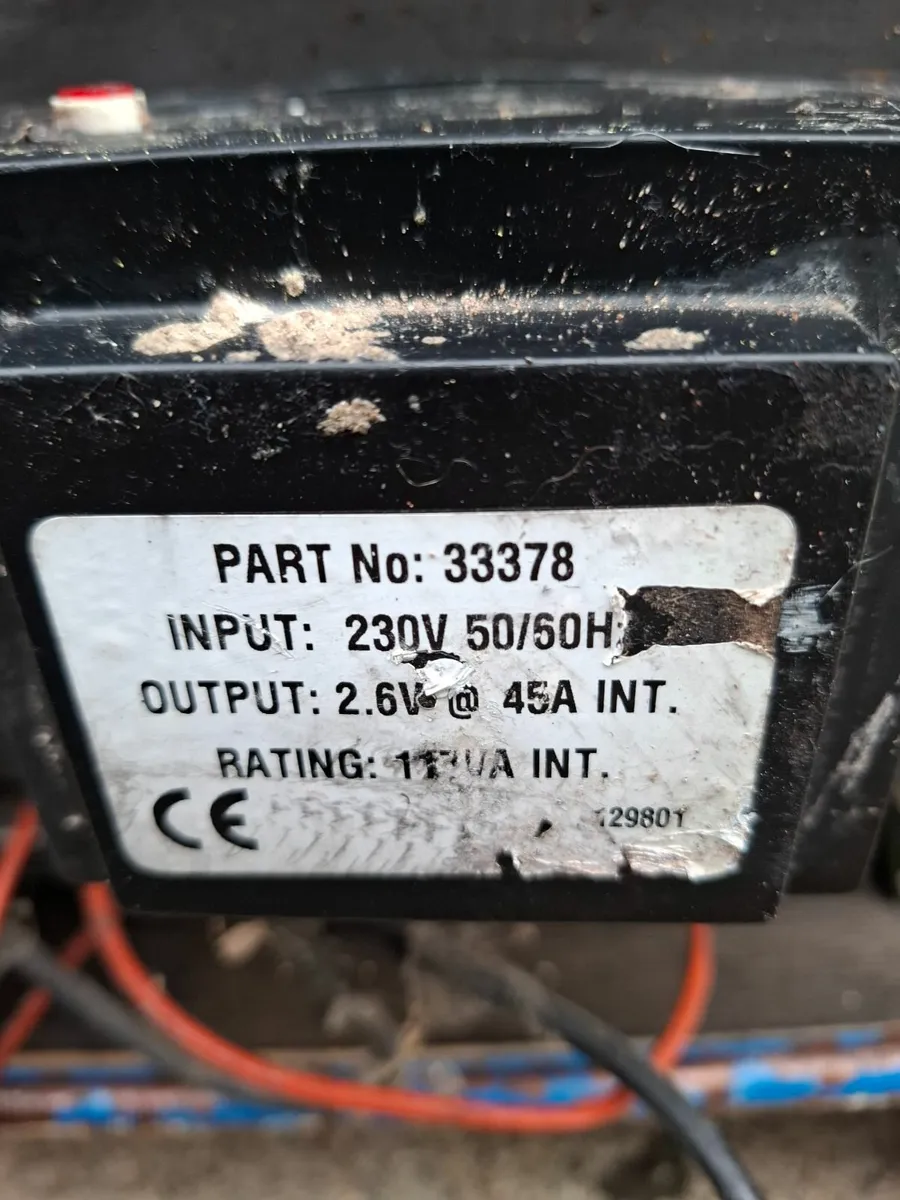 PART No: 33378
INPUT: 230V 50/60H
OUTPUT: 2.6V @ 45A INT.
RATING: INT.
CE
129801